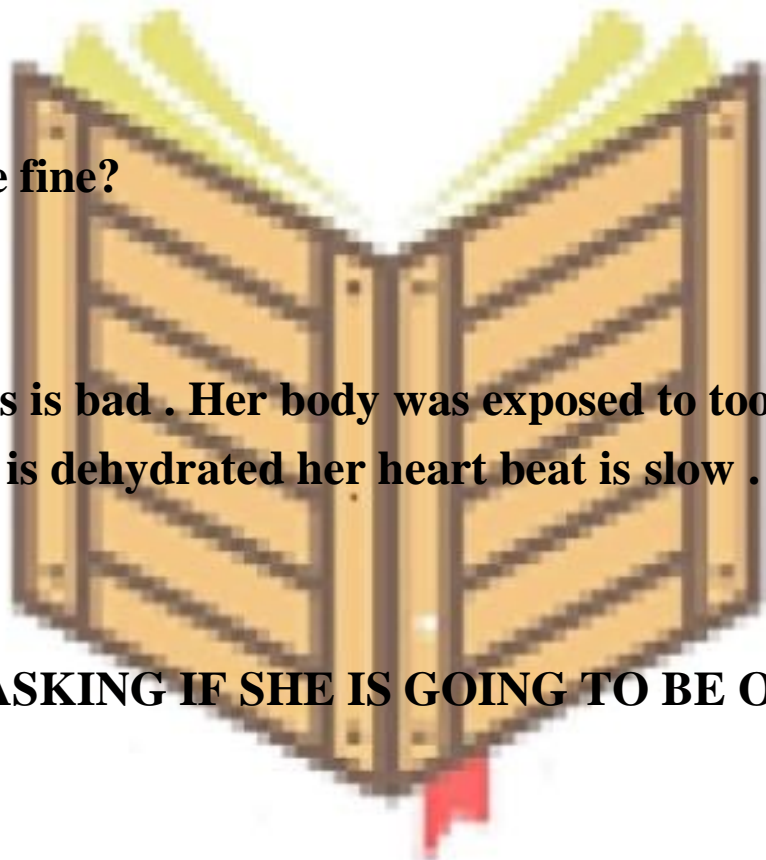 e fine?
s is bad . Her body was exposed to too
is dehydrated her heart beat is slow .
ASKING IF SHE IS GOING TO BE O